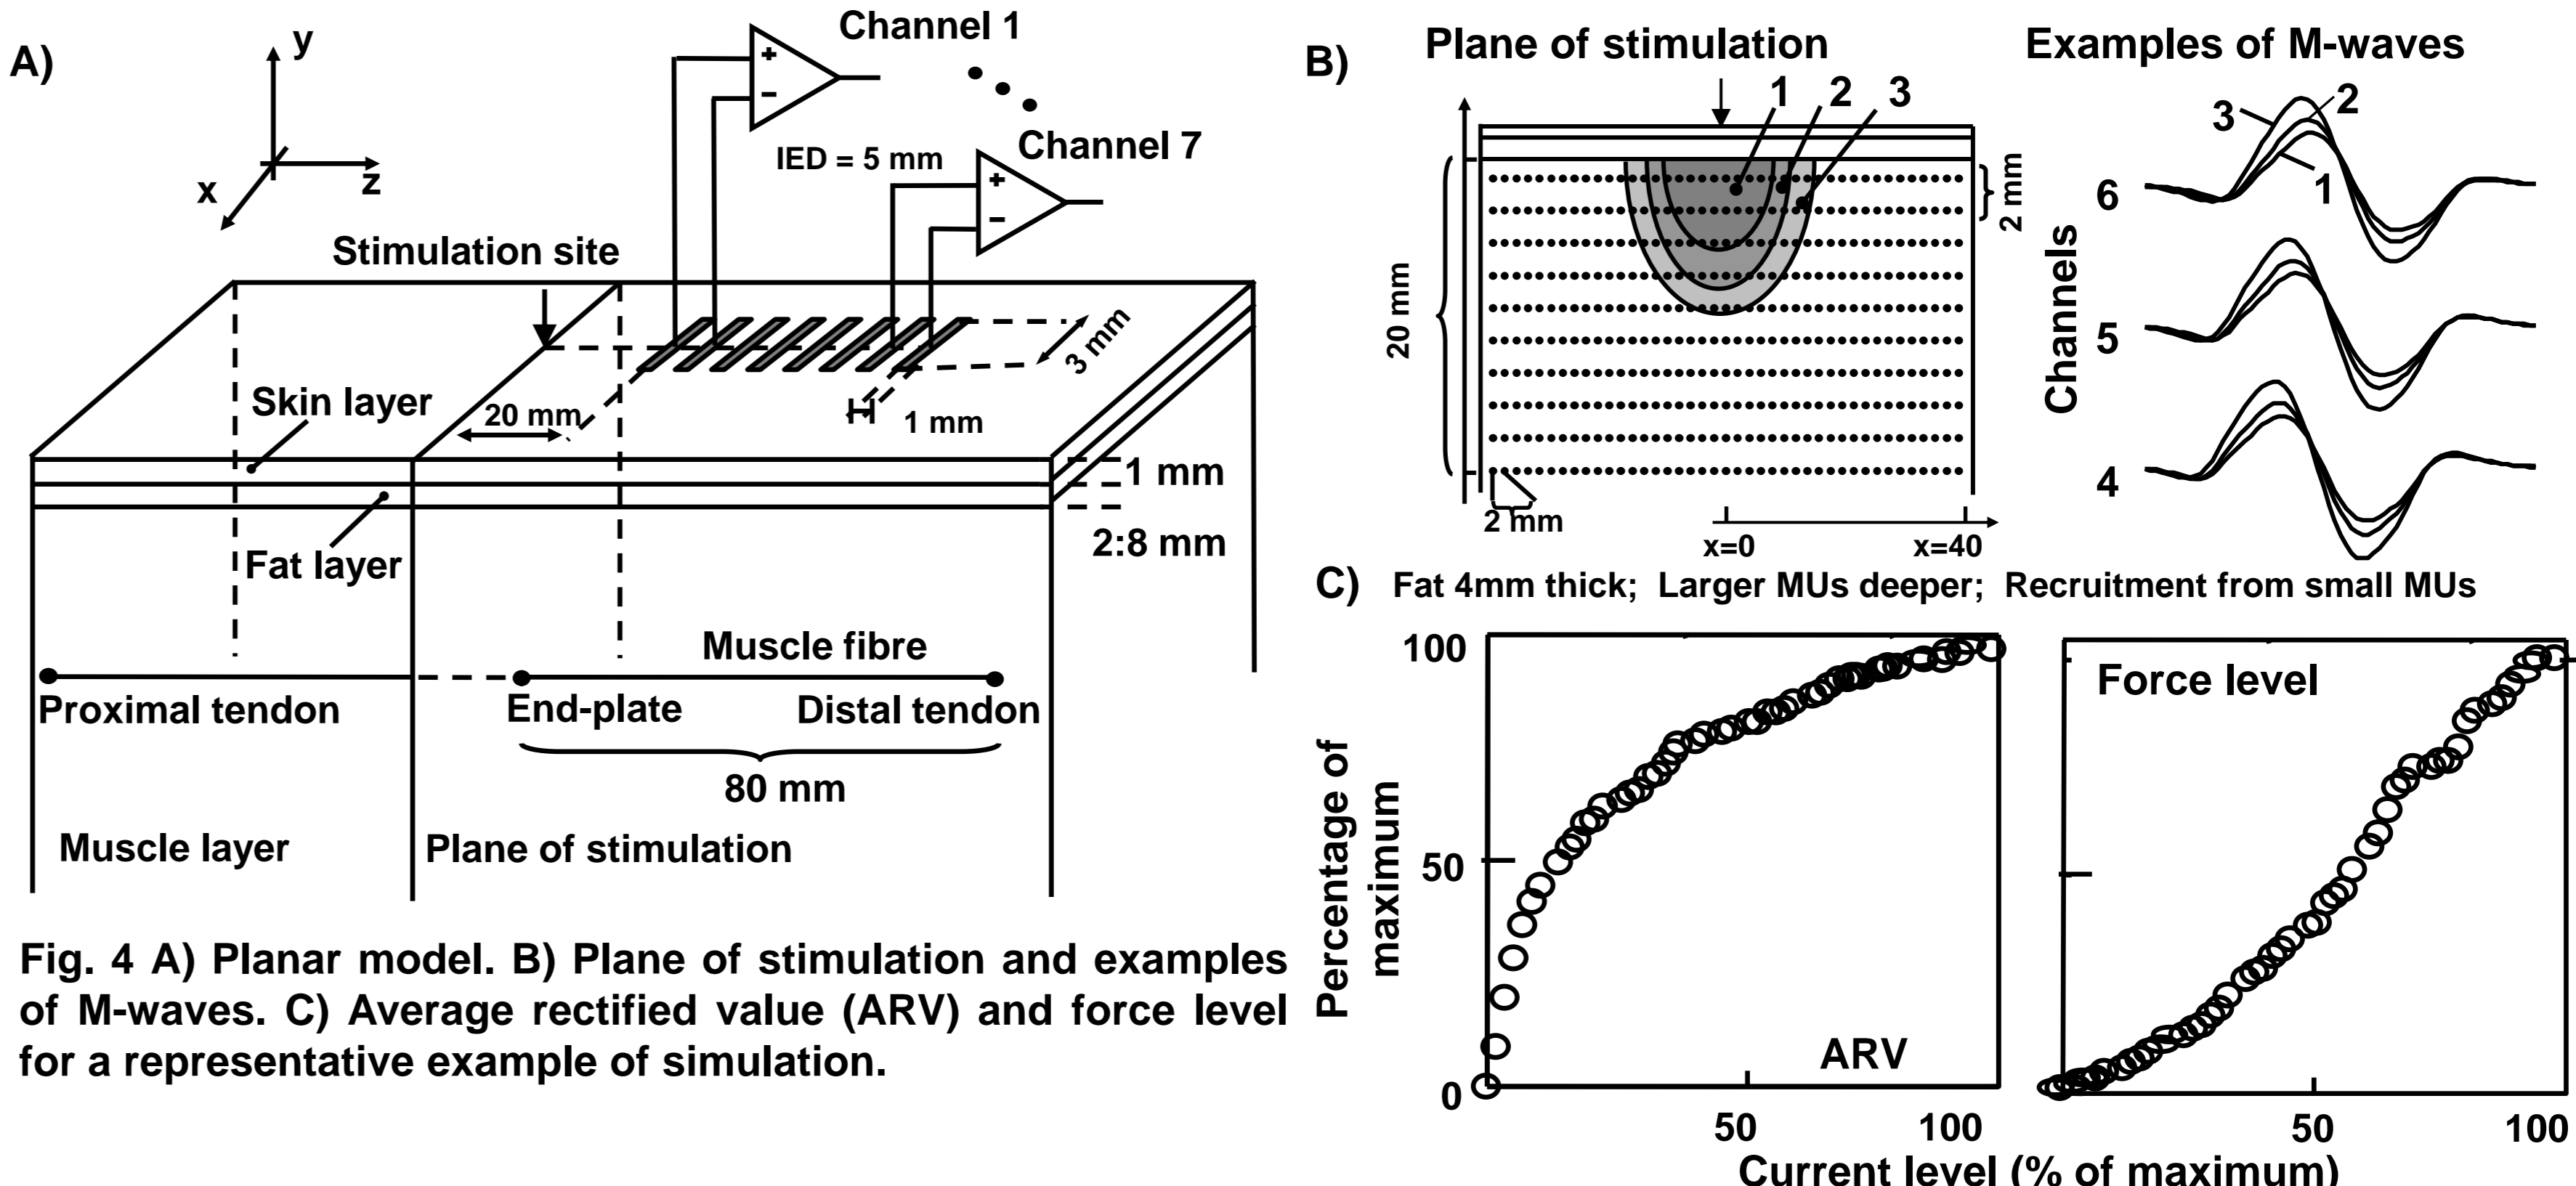 A)
y
x
z
Channel 1
Channel 7
IED = 5 mm
+
−
+
−
Stimulation site
3 mm
Skin layer
20 mm
1 mm
1 mm
Fat layer
2:8 mm
Muscle fibre
Proximal tendon
End-plate
Distal tendon
80 mm
Muscle layer
Plane of stimulation
Fig. 4 A) Planar model. B) Plane of stimulation and examples
of M-waves. C) Average rectified value (ARV) and force level
for a representative example of simulation.
B)
Plane of stimulation
1 2 3
20 mm
2 mm
2 mm
x=0
x=40
Examples of M-waves
3
2
1
Channels
6
5
4
C) Fat 4mm thick; Larger MUs deeper; Recruitment from small MUs
Percentage of
maximum
100
50
0
ARV
50
100
Force level
50
100
Current level (% of maximum)